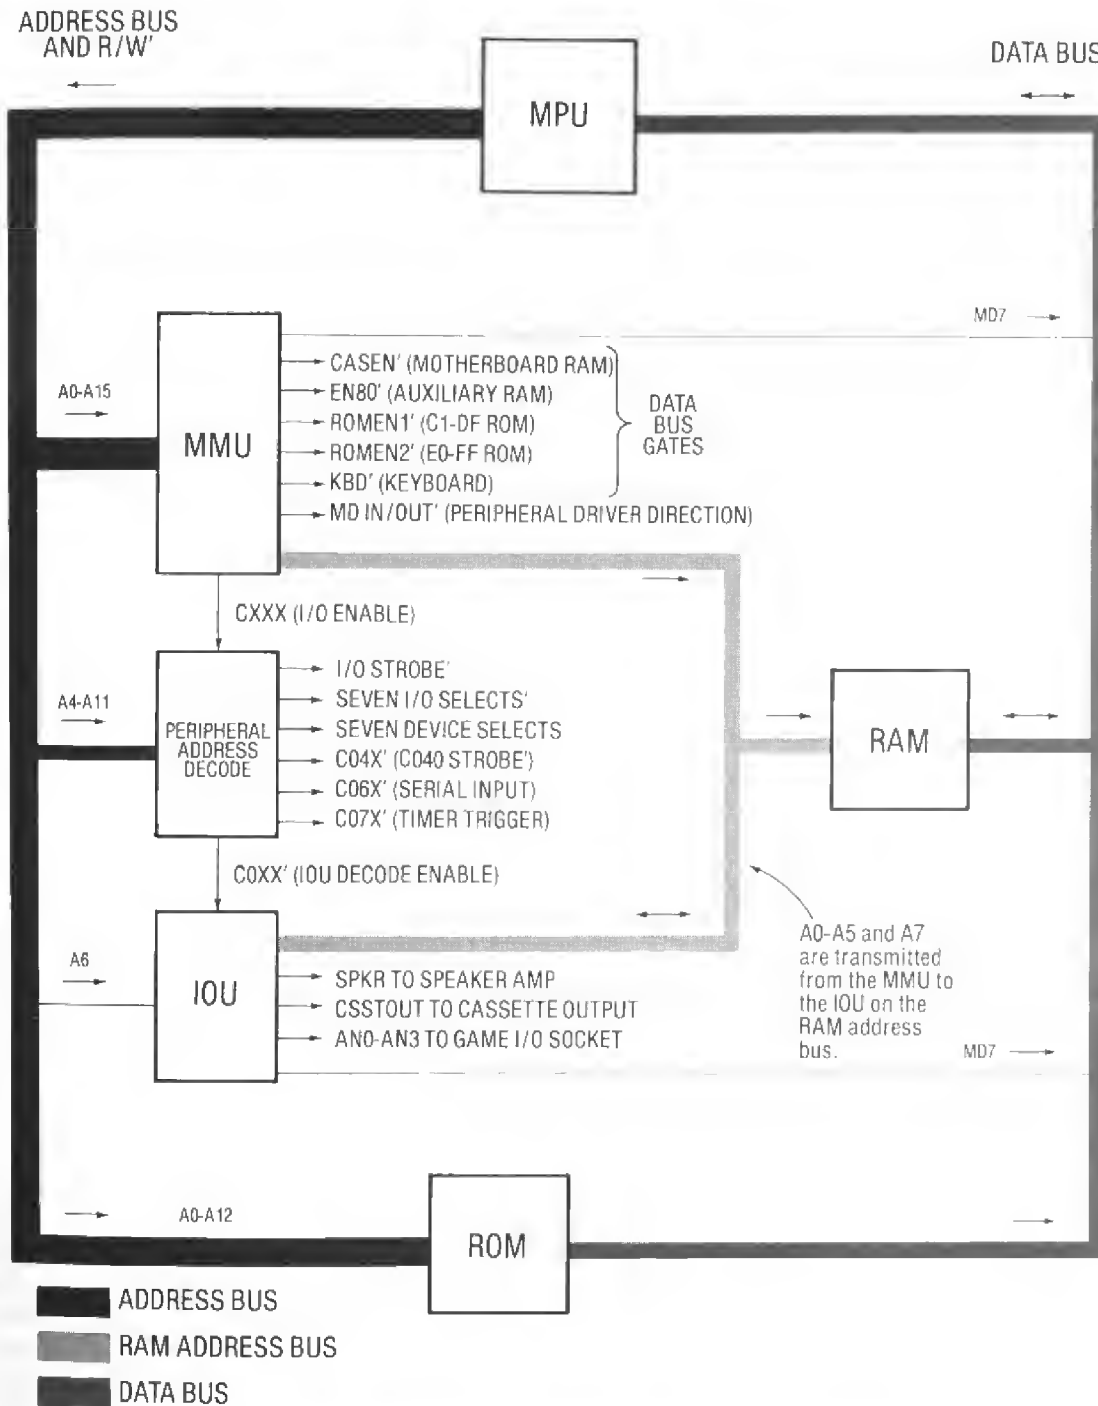 ADDRESS BUS
AND R/W'
DATA BUS
MPU
MD7
A0-A15
MMU
CASEN' (MOTHERBOARD RAM)
EN80' (AUXILIARY RAM)
ROMEN1' (C1-DF ROM)
ROMEN2' (E0-FF ROM)
KBD' (KEYBOARD)
DATA
BUS
GATES
MD IN/OUT' (PERIPHERAL DRIVER DIRECTION)
CXXX (I/O ENABLE)
A4-A11
PERIPHERAL
ADDRESS
DECODE
I/O STROBE'
SEVEN I/O SELECTS'
SEVEN DEVICE SELECTS
C04X' (C040 STROBE')
C06X' (SERIAL INPUT)
C07X' (TIMER TRIGGER)
RAM
C0XX' (IOU DECODE ENABLE)
A6
IOU
SPKR TO SPEAKER AMP
CSSTOUT TO CASSETTE OUTPUT
AN0-AN3 TO GAME I/O SOCKET
A0-A5 and A7
are transmitted
from the MMU to
the IOU on the
RAM address
bus.
MD7
A0-A12
ROM
ADDRESS BUS
RAM ADDRESS BUS
DATA BUS